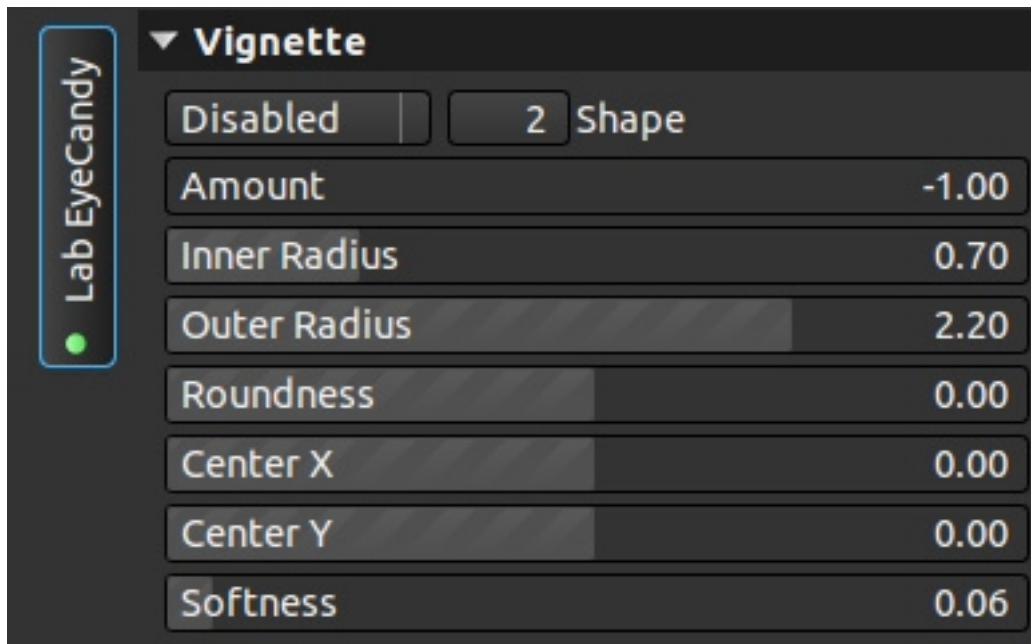 Lab EyeCandy
Vignette
Disabled 2 Shape
Amount -1.00
Inner Radius 0.70
Outer Radius 2.20
Roundness 0.00
Center X 0.00
Center Y 0.00
Softness 0.06